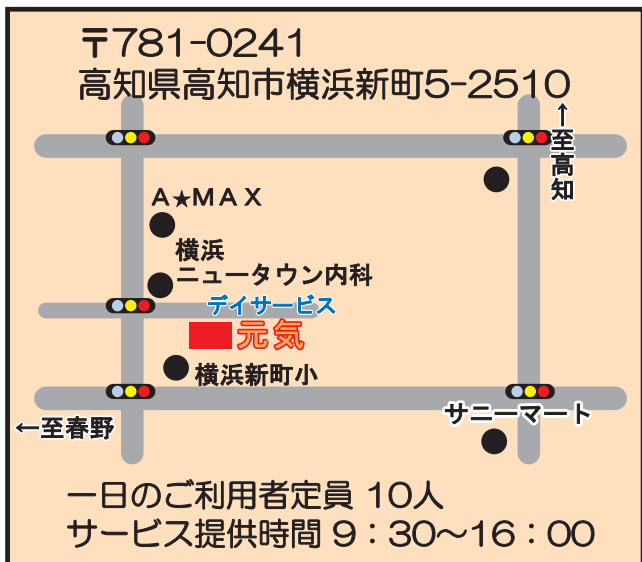 〒781-0241
高知県高知市横浜新町5-2510
↑至高知
A★MAX
横浜
ニュータウン内科
デイサービス
元気
横浜新町小
サニーマート
←至春野
一日のご利用者定員 10人
サービス提供時間 9：30～16：00